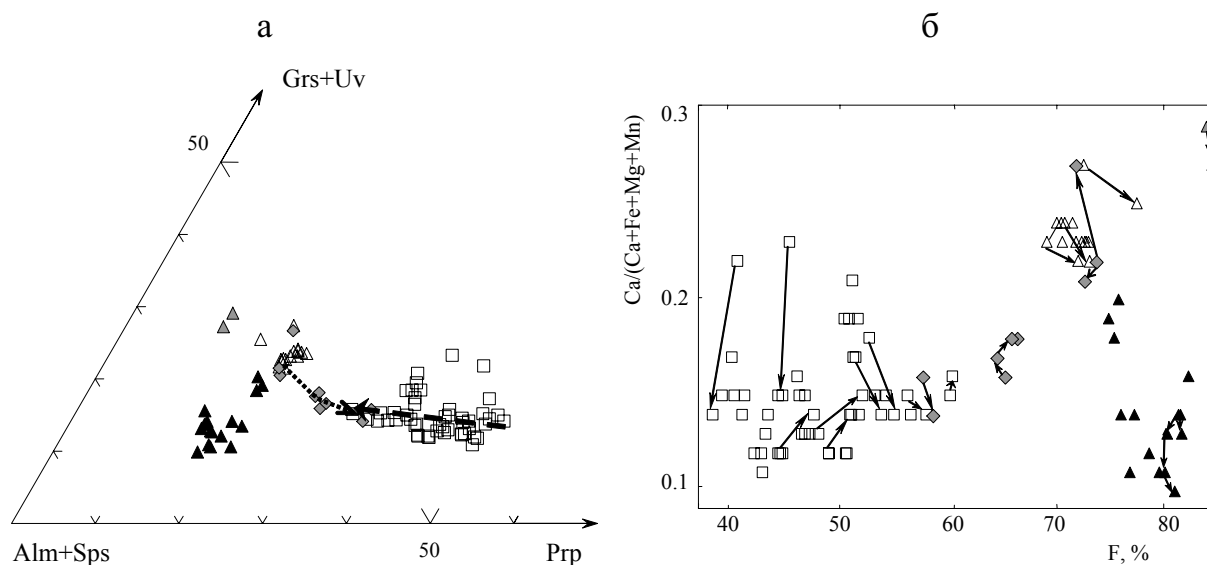 а
б
Grs+Uv
50
Alm+Sps
50
Prp
Ca/(Ca+Fe+Mg+Mn)
0.3
0.2
0.1
40
50
60
70
80
F, %